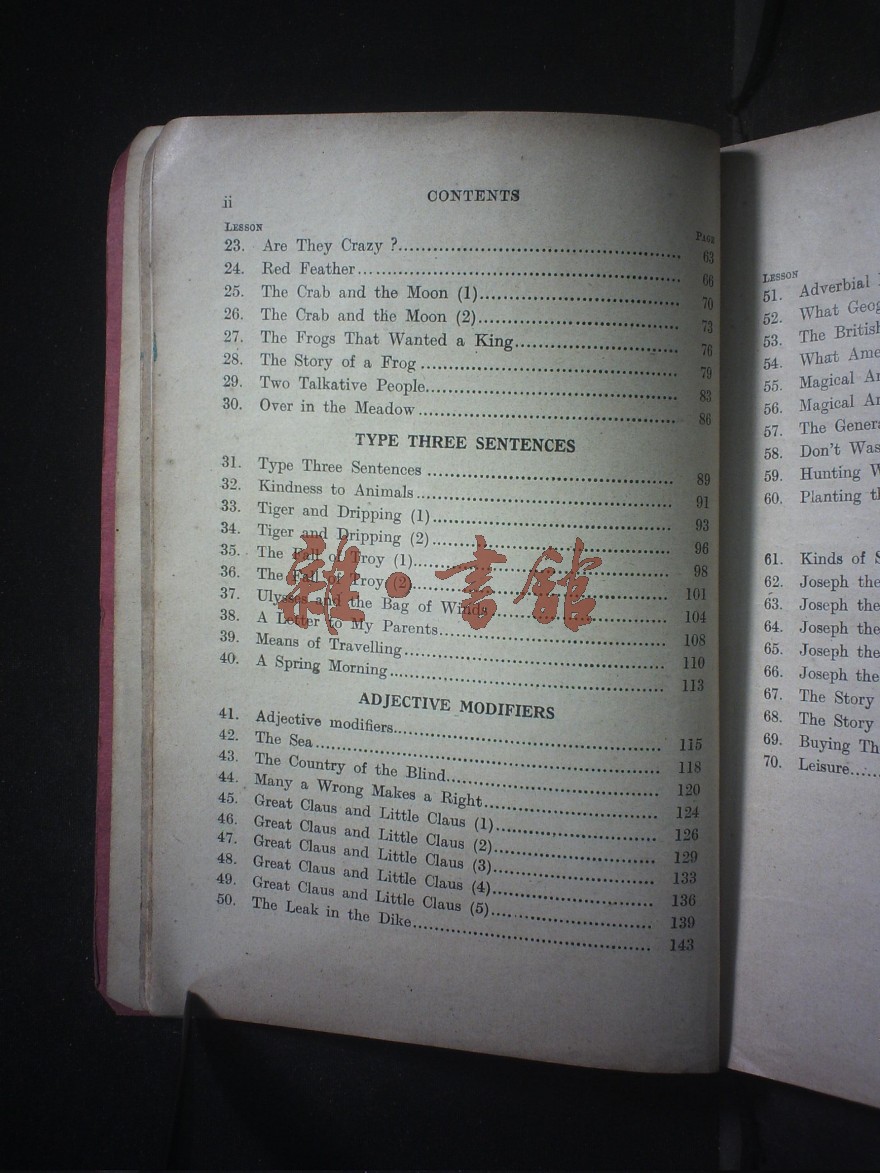 ii
CONTENTS
LESSON
PAGE
23. Are They Crazy ? 63
24. Red Feather 66
25. The Crab and the Moon (1) 70
26. The Crab and the Moon (2) 73
27. The Frogs That Wanted a King 76
28. The Story of a Frog 79
29. Two Talkative People 83
30. Over in the Meadow 86
TYPE THREE SENTENCES
31. Type Three Sentences 89
32. Kindness to Animals 91
33. Tiger and Dripping (1) 93
34. Tiger and Dripping (2) 96
35. The Fall of Troy (1) 98
36. The Fall of Troy (2) 101
37. Ulysses and the Bag of Winds 104
38. A Letter to My Parents 108
39. Means of Travelling 110
40. A Spring Morning 113
ADJECTIVE MODIFIERS
41. Adjective modifiers 115
42. The Sea 118
43. The Country of the Blind 120
44. Many a Wrong Makes a Right 124
45. Great Claus and Little Claus (1) 126
46. Great Claus and Little Claus (2) 129
47. Great Claus and Little Claus (3) 133
48. Great Claus and Little Claus (4) 136
49. Great Claus and Little Claus (5) 139
50. The Leak in the Dike 143
雜·書館
LESSON
51. Adverbial
52. What Geog
53. The British
54. What Ame
55. Magical Ar
56. Magical Ar
57. The Genera
58. Don't Was
59. Hunting W
60. Planting th
61. Kinds of S
62. Joseph the
63. Joseph the
64. Joseph the
65. Joseph the
66. Joseph the
67. The Story
68. The Story
69. Buying Th
70. Leisure